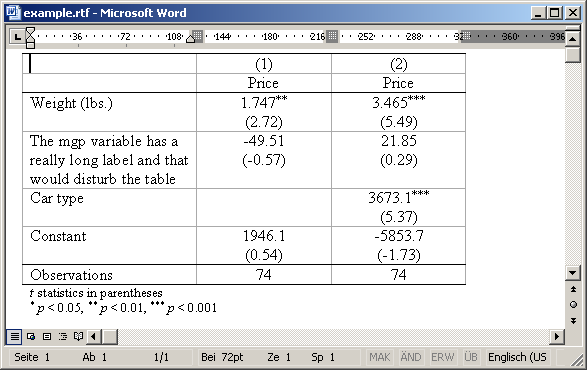 example.rtf - Microsoft Word
L 36 72 108 144 180 216 252 288 32 360 396
(1) (2)
Price Price
Weight (lbs.) 1.747** 3.465***
(2.72) (5.49)
The mgp variable has a -49.51 21.85
really long label and that (-0.57) (0.29)
would disturb the table
Car type 3673.1***
(5.37)
Constant 1946.1 -5853.7
(0.54) (-1.73)
Observations 74 74
t statistics in parentheses
* p < 0.05, ** p < 0.01, *** p < 0.001
Seite 1 Ab 1 1/1 Bei 72pt Ze 1 Sp 1 MAK ÄND ERW ÜB Englisch (US